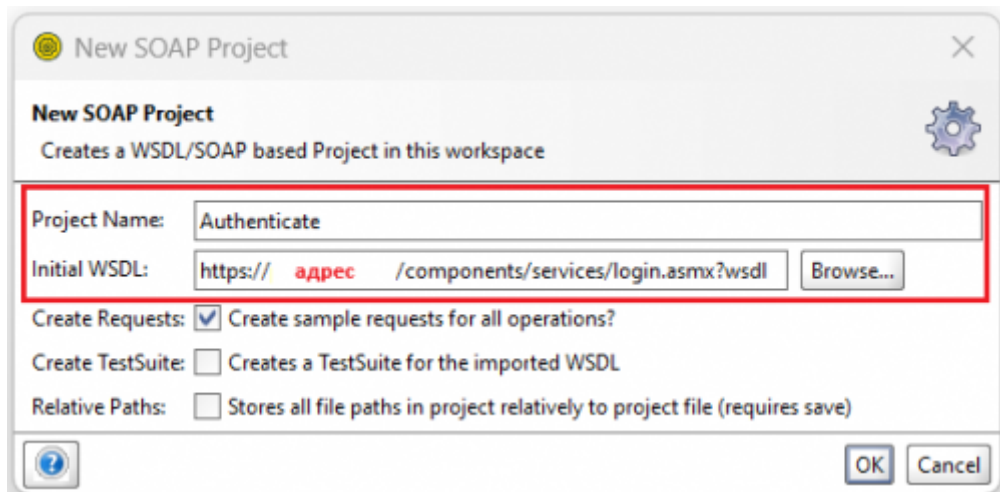 New SOAP Project
New SOAP Project
Creates a WSDL/SOAP based Project in this workspace
Project Name: Authenticate
Initial WSDL: https:// адрес /components/services/login.asmx?wsdl Browse...
Create Requests: Create sample requests for all operations?
Create TestSuite: Creates a TestSuite for the imported WSDL
Relative Paths: Stores all file paths in project relatively to project file (requires save)
? OK Cancel